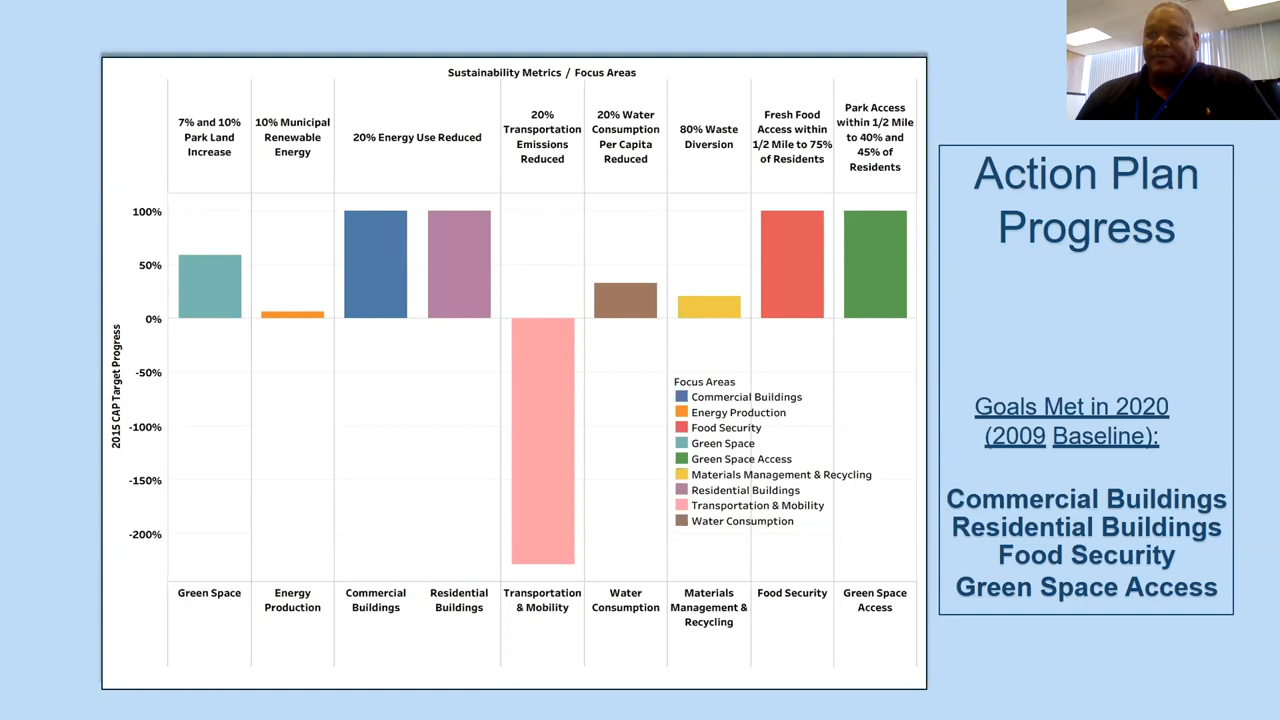 Sustainability Metrics / Focus Areas
7% and 10%
Park Land
Increase
10% Municipal
Renewable
Energy
20% Energy Use Reduced
20%
Transportation
Emissions
Reduced
20% Water
Consumption
Per Capita
Reduced
80% Waste
Diversion
Fresh Food
Access within
1/2 Mile to 75%
of Residents
Park Access
within 1/2 Mile
to 40% and
45% of
Residents
2015 CAP Target Progress
100%
50%
0%
-50%
-100%
-150%
-200%
Focus Areas
Commercial Buildings
Energy Production
Food Security
Green Space
Green Space Access
Materials Management & Recycling
Residential Buildings
Transportation & Mobility
Water Consumption
Green Space
Energy
Production
Commercial
Buildings
Residential
Buildings
Transportation
& Mobility
Water
Consumption
Materials
Management &
Recycling
Food Security
Green Space
Access
Action Plan
Progress
Goals Met in 2020
(2009 Baseline):
Commercial Buildings
Residential Buildings
Food Security
Green Space Access